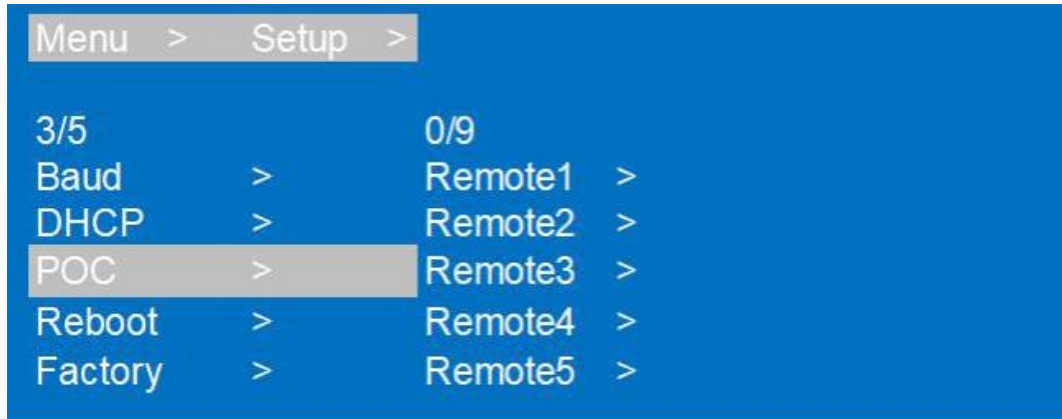 Menu > Setup >
3/5 0/9
Baud > Remote1 >
DHCP > Remote2 >
POC > Remote3 >
Reboot > Remote4 >
Factory > Remote5 >